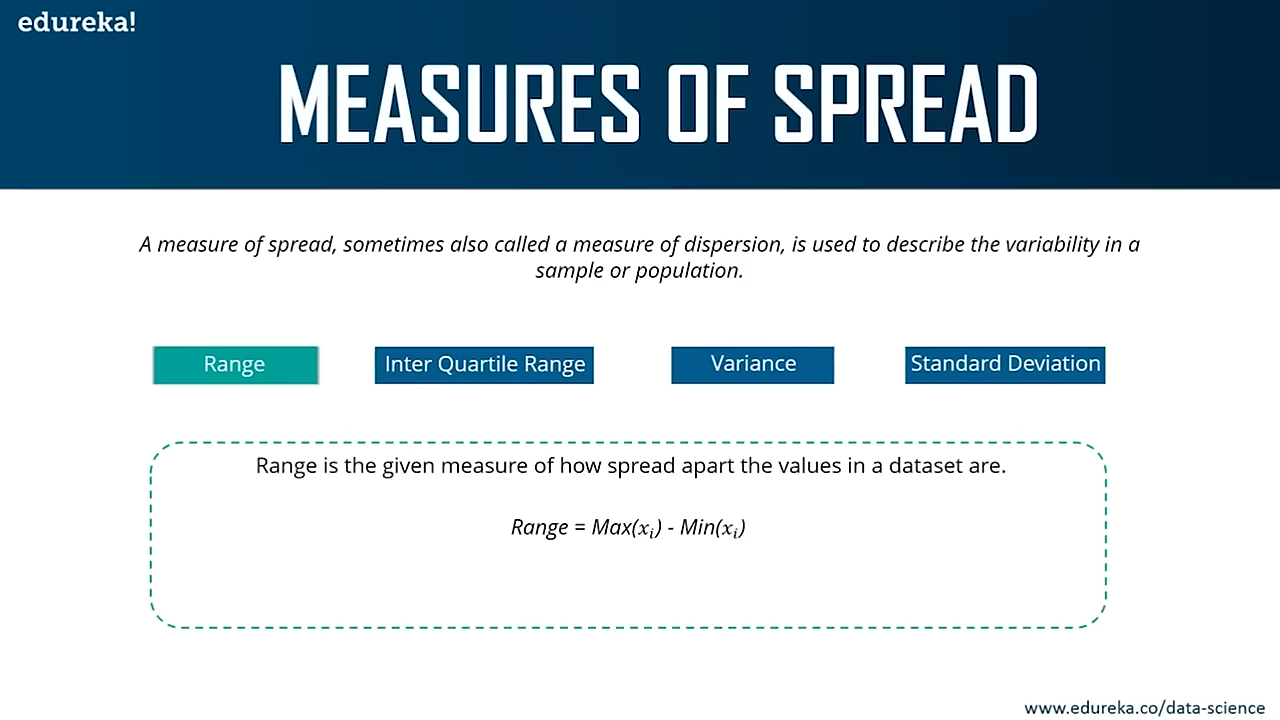 edureka!
MEASURES OF SPREAD
A measure of spread, sometimes also called a measure of dispersion, is used to describe the variability in a
sample or population.
Range
Inter Quartile Range
Variance
Standard Deviation
Range is the given measure of how spread apart the values in a dataset are.
Range = Max(𝑥ᵢ) - Min(𝑥ᵢ)
www.edureka.co/data-science